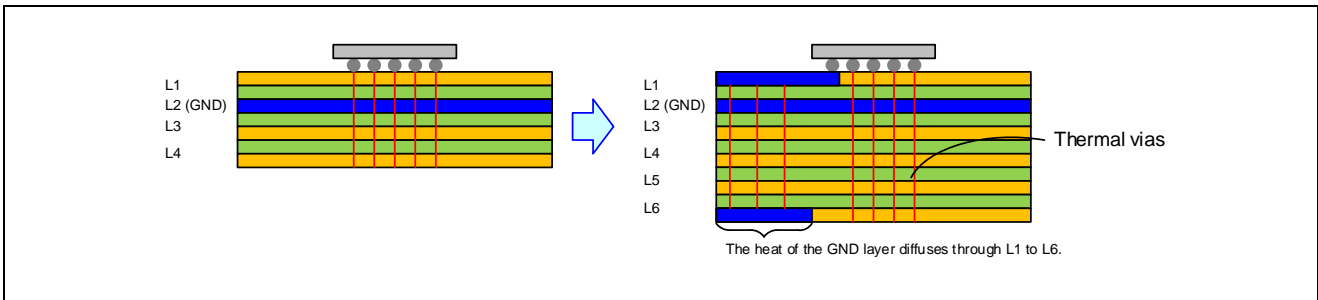 L1
L2 (GND)
L3
L4
L1
L2 (GND)
L3
L4
L5
L6
Thermal vias
The heat of the GND layer diffuses through L1 to L6.